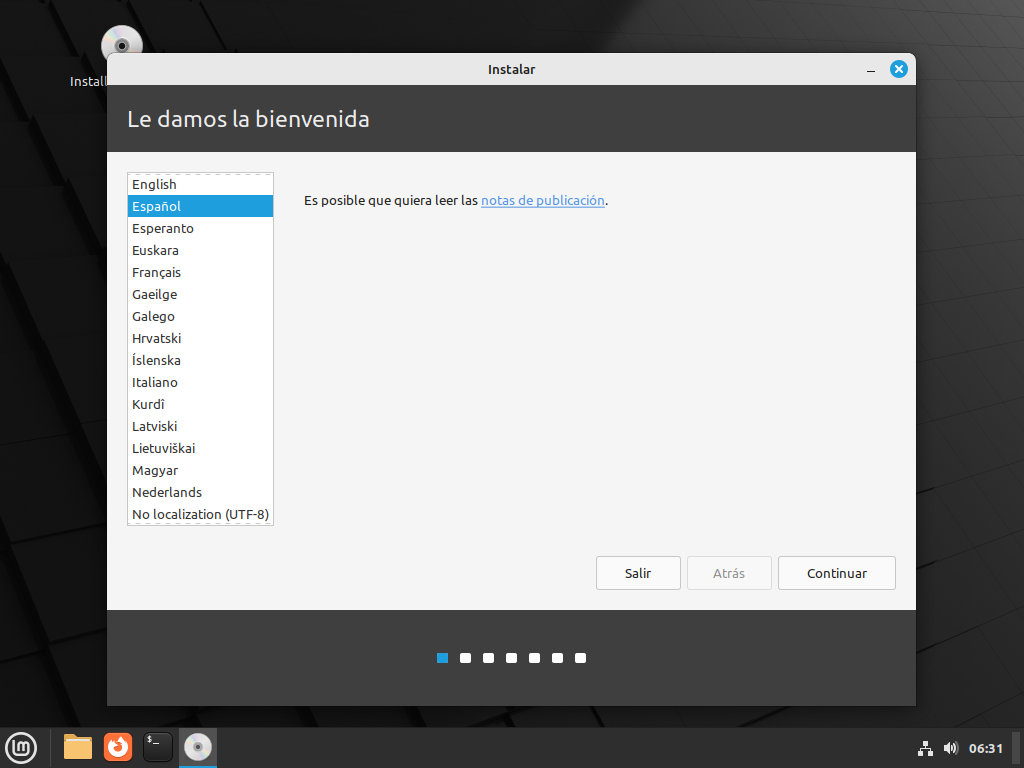 Install
Instalar
Le damos la bienvenida
English
Español
Esperanto
Euskara
Français
Gaeilge
Galego
Hrvatski
Íslenska
Italiano
Kurdî
Latviski
Lietuviškai
Magyar
Nederlands
No localization (UTF-8)
Es posible que quiera leer las notas de publicación.
Salir
Atrás
Continuar
$_
06:31